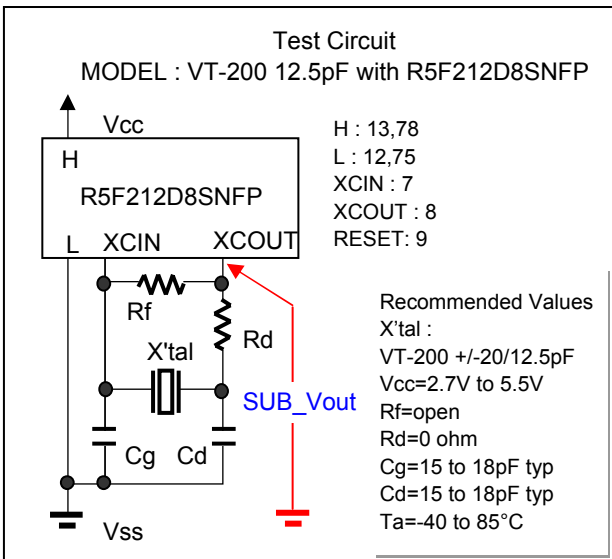 Test Circuit
MODEL : VT-200 12.5pF with R5F212D8SNFP
Vcc
H
R5F212D8SNFP
L XCIN XCOUT
H : 13,78
L : 12,75
XCIN : 7
XCOUT : 8
RESET: 9
Rf
Rd
X'tal
SUB_Vout
Cg Cd
Vss
Recommended Values
X'tal :
VT-200 +/-20/12.5pF
Vcc=2.7V to 5.5V
Rf=open
Rd=0 ohm
Cg=15 to 18pF typ
Cd=15 to 18pF typ
Ta=-40 to 85°C